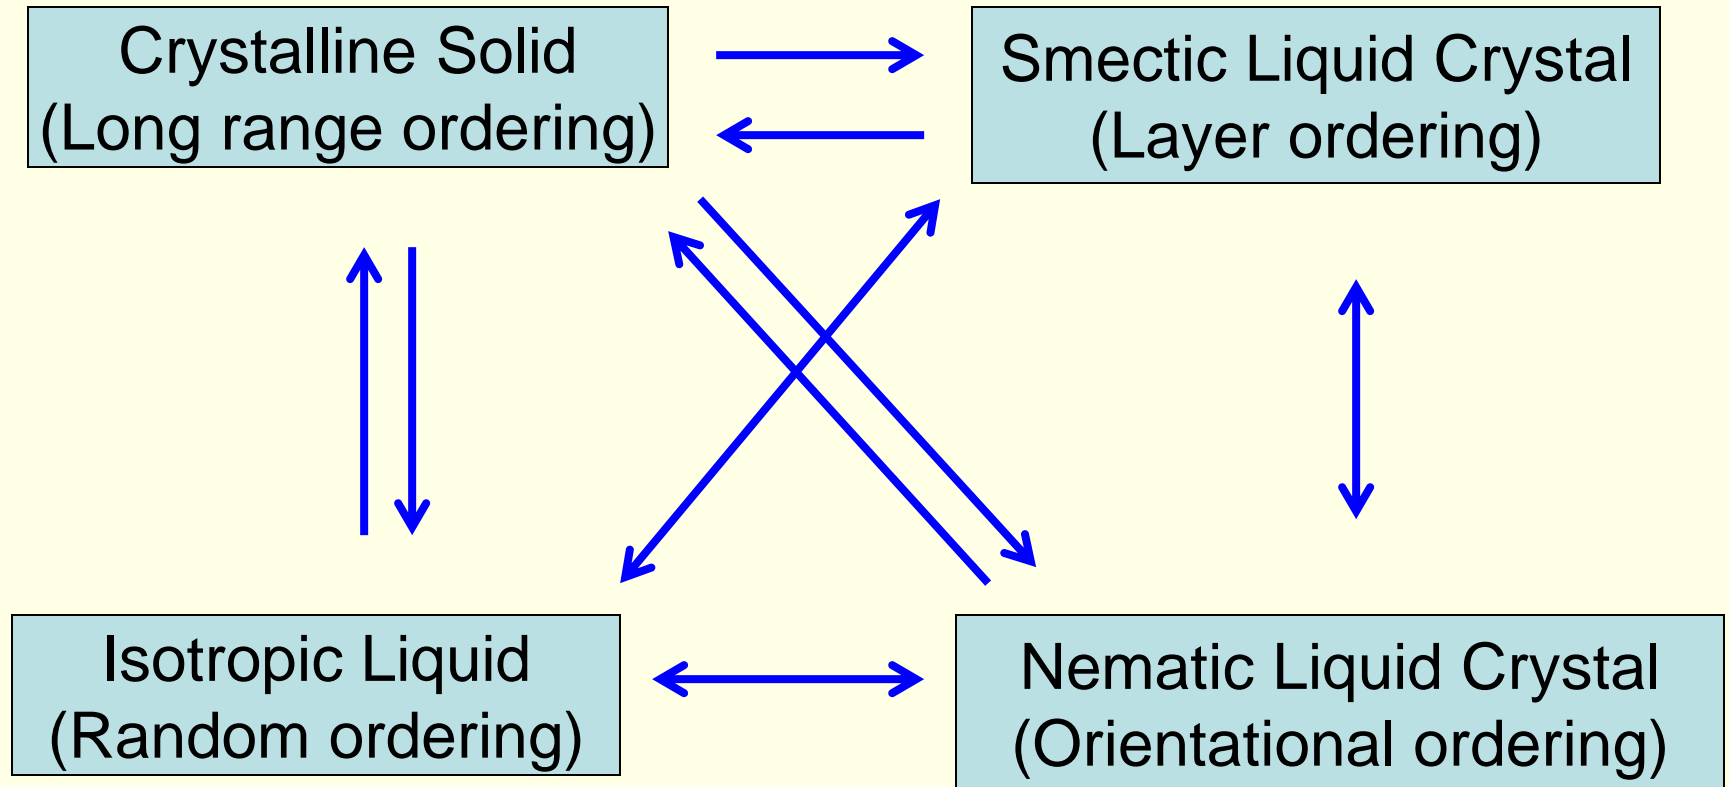 Crystalline Solid
(Long range ordering)
Smectic Liquid Crystal
(Layer ordering)
Isotropic Liquid
(Random ordering)
Nematic Liquid Crystal
(Orientational ordering)